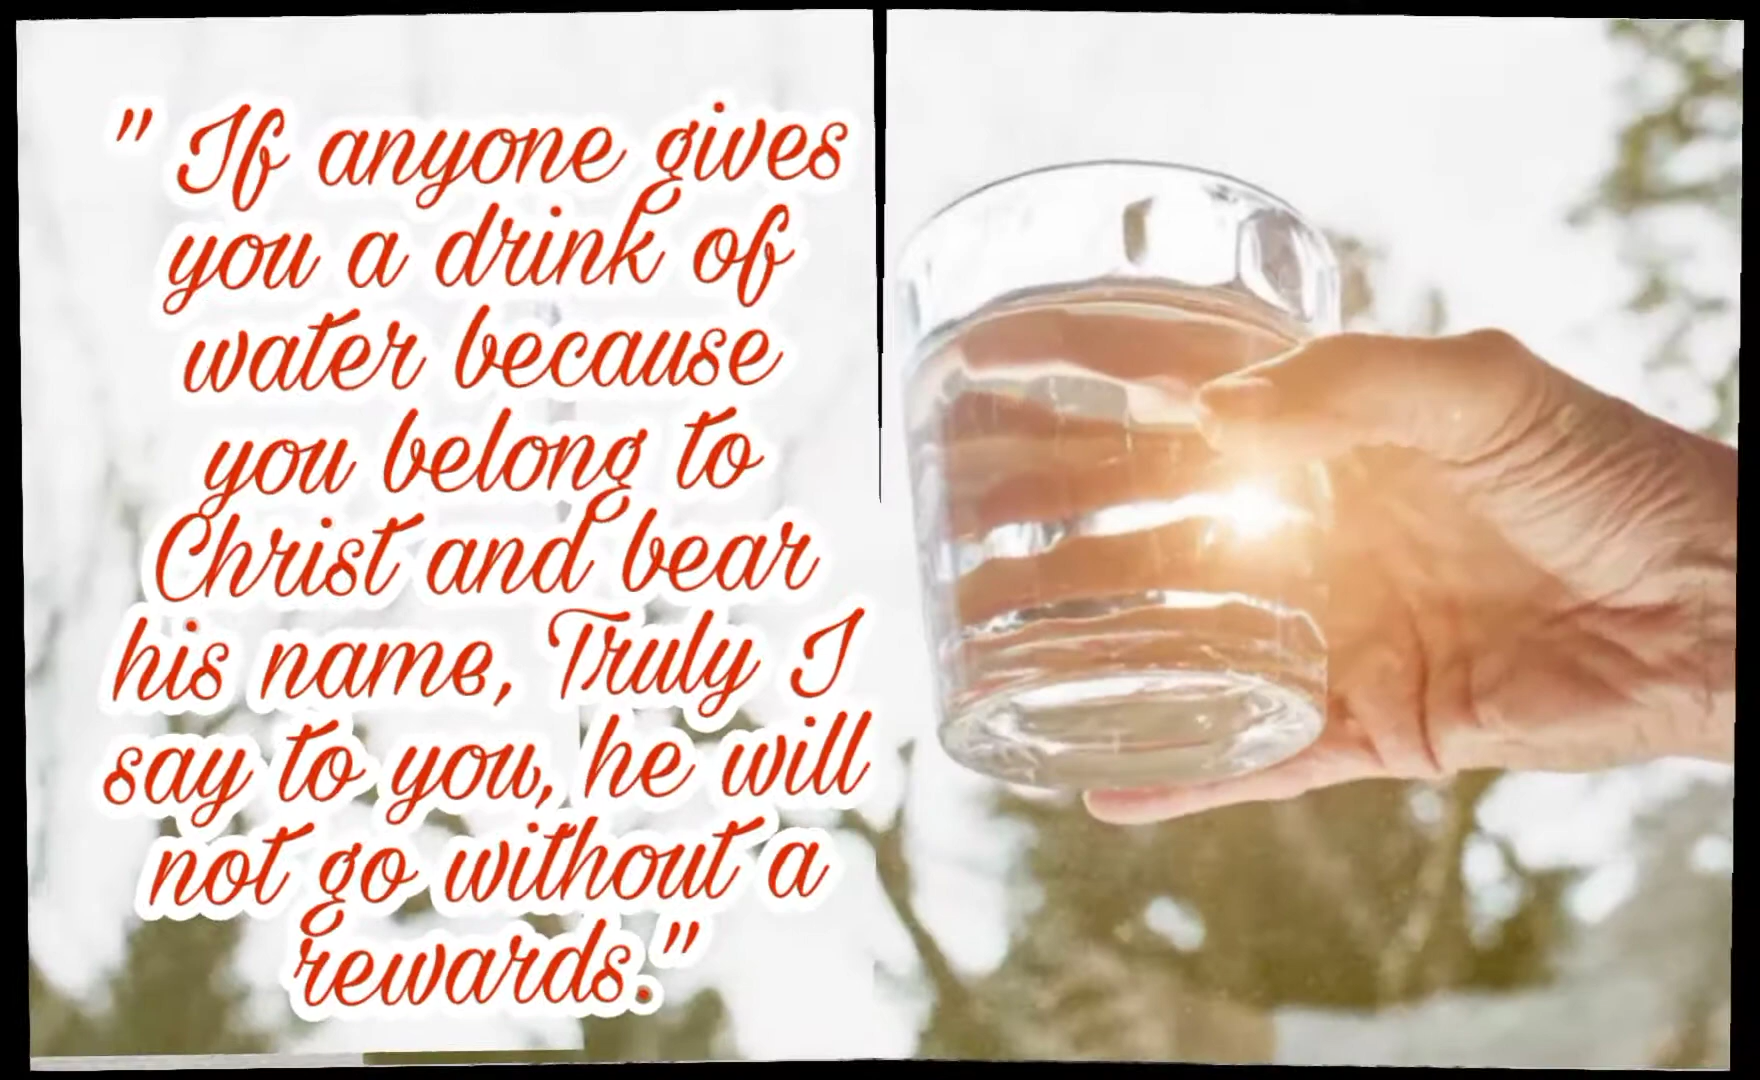 " If anyone gives
you a drink of
water because
you belong to
Christ and bear
his name, Truly I
say to you, he will
not go without a
rewards."